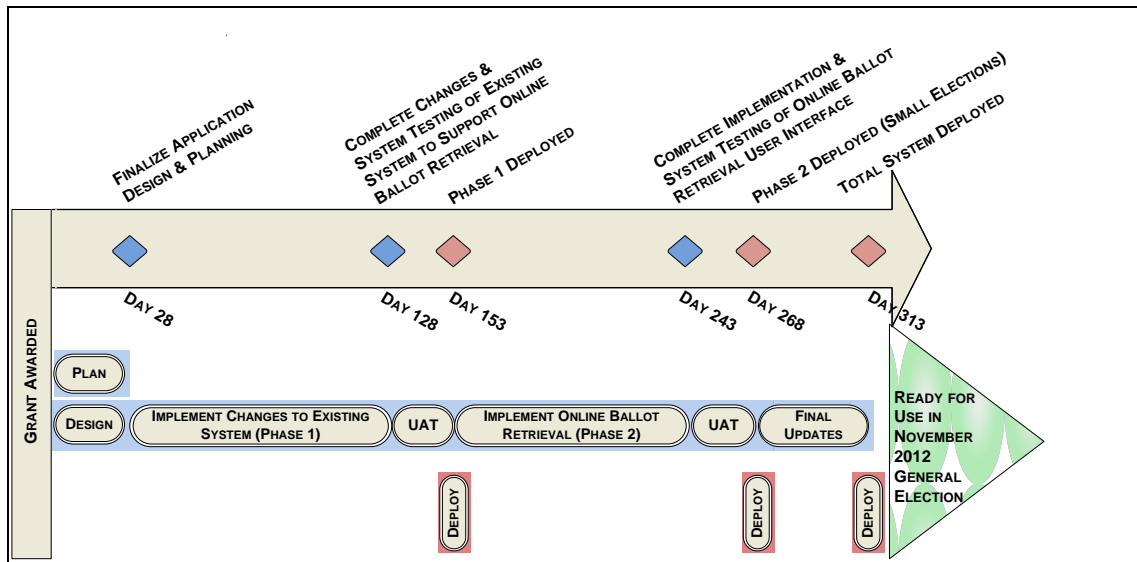 Finalize Application
Design & Planning
Complete Changes &
System Testing of Existing
System to Support Online
Ballot Retrieval
Phase 1 Deployed
Complete Implementation &
System Testing of Online Ballot
Retrieval User Interface
Phase 2 Deployed (Small Elections)
Total System Deployed
Day 28
Day 128
Day 153
Day 243
Day 268
Day 313
Grant Awarded
Plan
Design
Implement Changes to Existing
System (Phase 1)
UAT
Implement Online Ballot
Retrieval (Phase 2)
UAT
Final
Updates
Deploy
Deploy
Deploy
Ready for
Use in
November
2012
General
Election